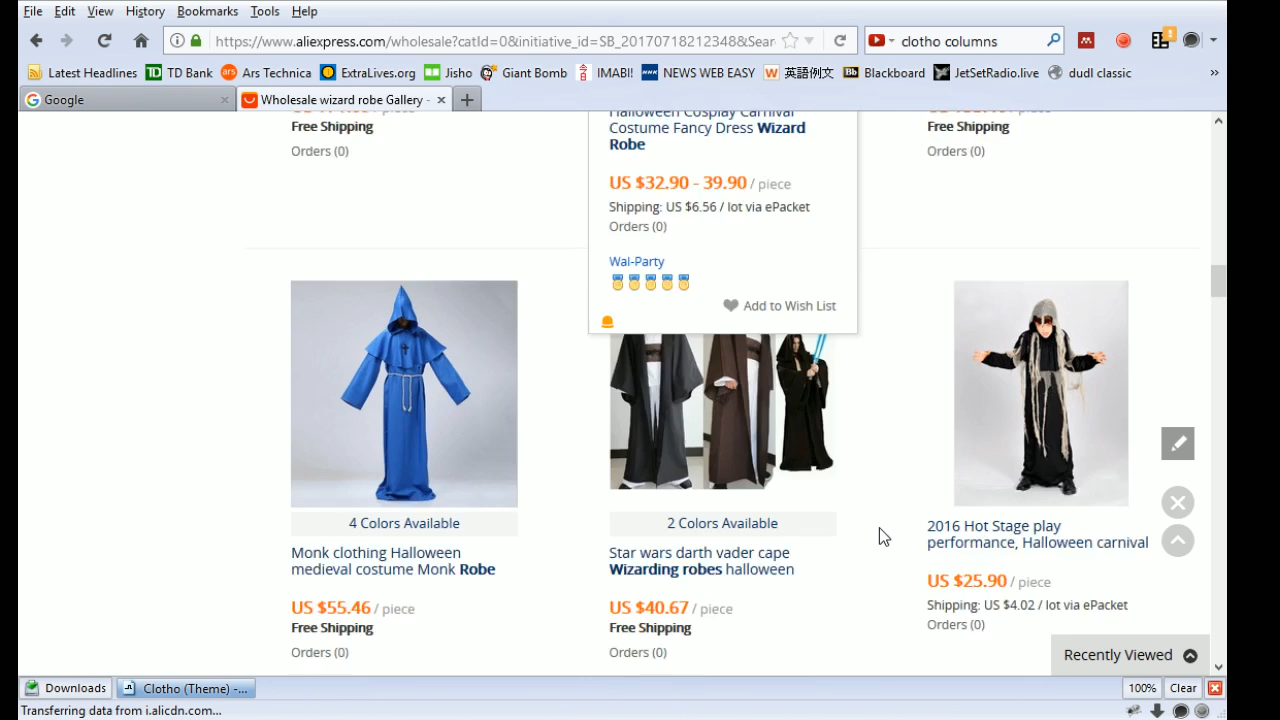 File Edit View History Bookmarks Tools Help
https://www.aliexpress.com/wholesale?catId=0&initiative_id=SB_20170718212348&Sear
clotho columns
1
Latest Headlines TD TD Bank ars Ars Technica ExtraLives.org Jisho Giant Bomb IMABI! NHK NEWS WEB EASY W 英語例文 Bb Blackboard JetSetRadio.live dudl classic »
Google
Wholesale wizard robe Gallery -
Free Shipping
Orders (0)
Halloween Cosplay Carnival
Costume Fancy Dress Wizard
Robe
US $32.90 - 39.90 / piece
Shipping: US $6.56 / lot via ePacket
Orders (0)
Wal-Party
Add to Wish List
Free Shipping
Orders (0)
4 Colors Available
Monk clothing Halloween
medieval costume Monk Robe
US $55.46 / piece
Free Shipping
Orders (0)
2 Colors Available
Star wars darth vader cape
Wizarding robes halloween
US $40.67 / piece
Free Shipping
Orders (0)
2016 Hot Stage play
performance, Halloween carnival
US $25.90 / piece
Shipping: US $4.02 / lot via ePacket
Orders (0)
Recently Viewed
Downloads
Clotho (Theme) -...
100% Clear
Transferring data from i.alicdn.com...